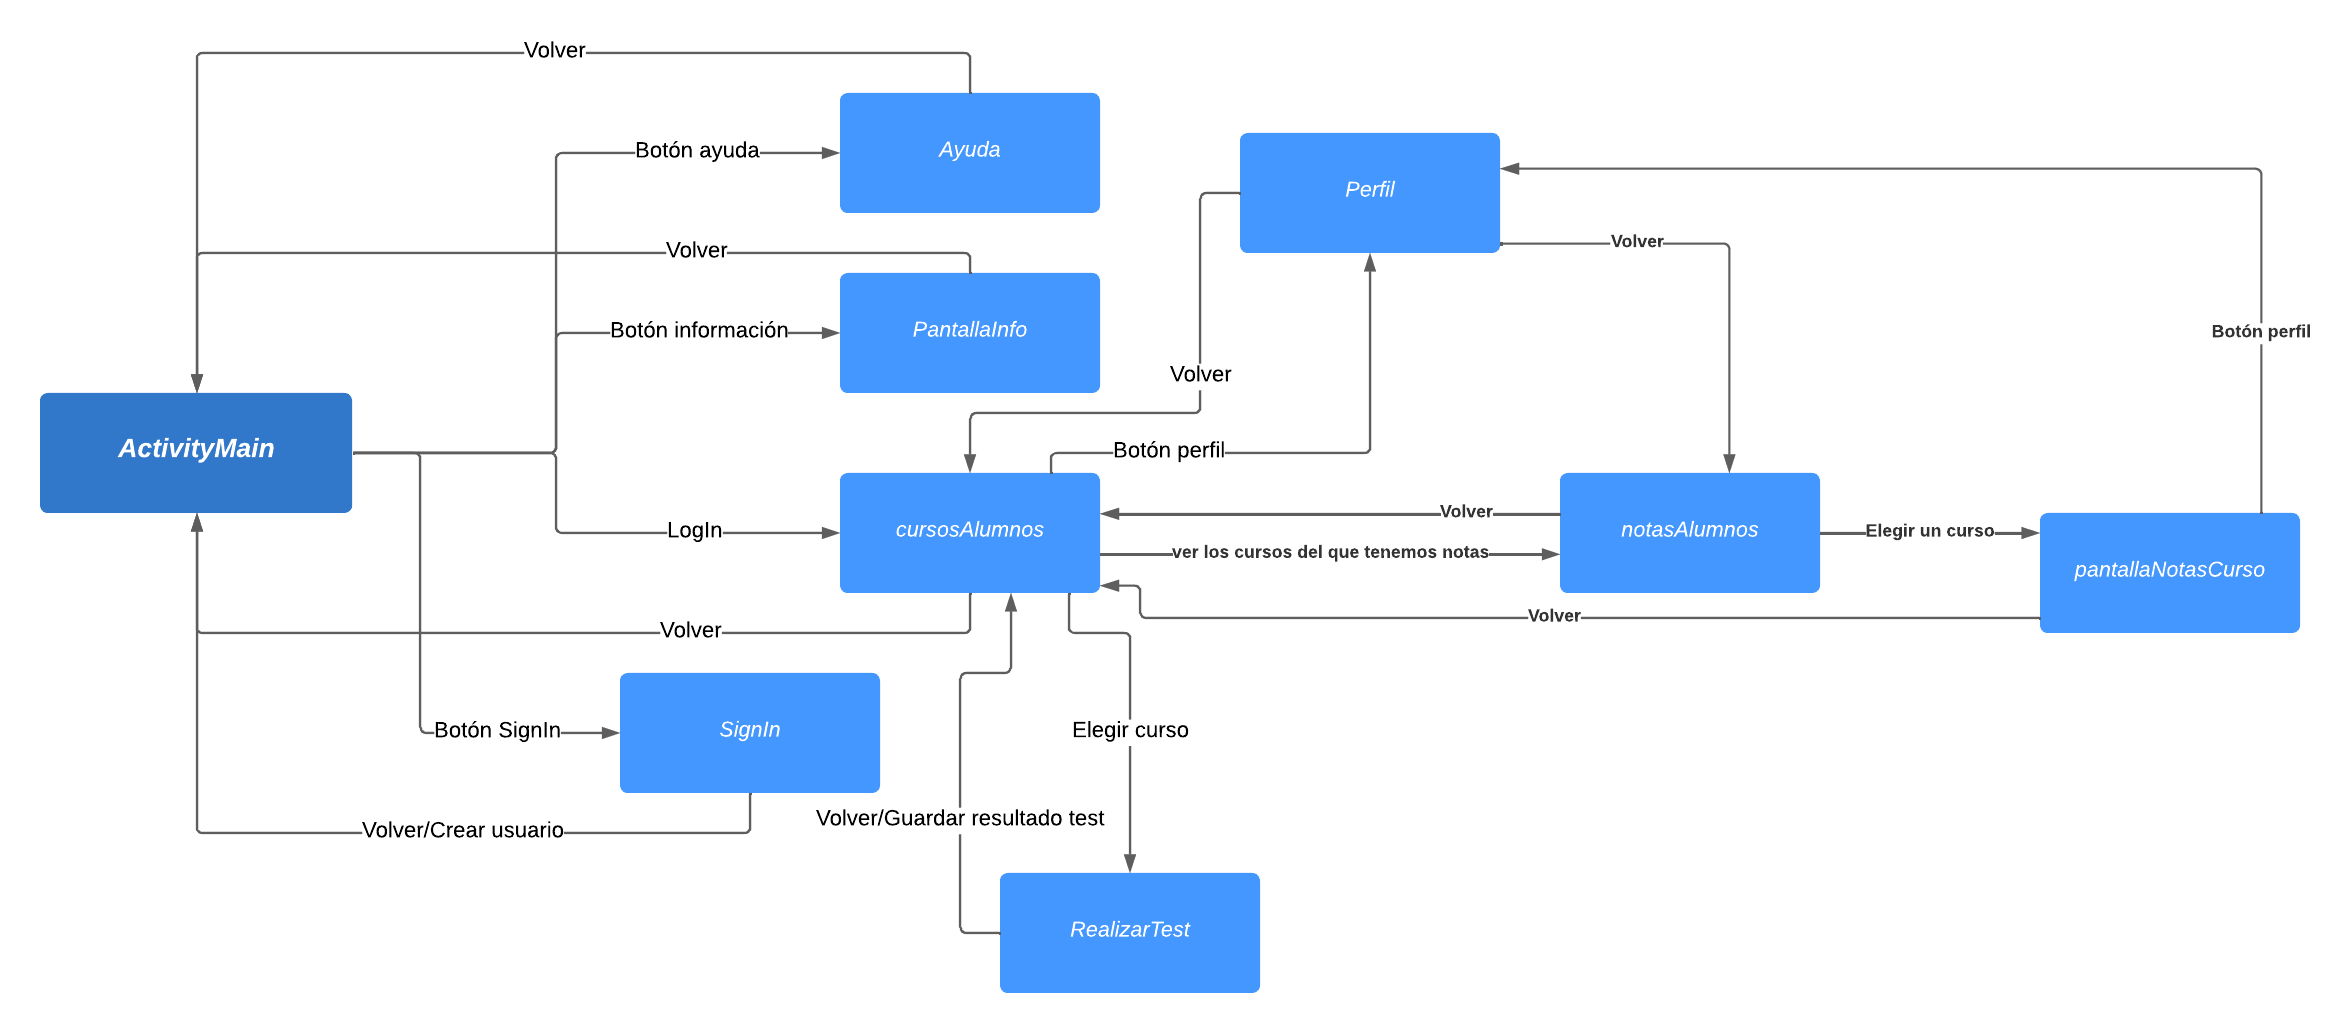 Volver
Botón ayuda
Ayuda
Perfil
Volver
Volver
Botón información
PantallaInfo
Botón perfil
Volver
ActivityMain
Botón perfil
Volver
LogIn
cursosAlumnos
notasAlumnos
Elegir un curso
ver los cursos del que tenemos notas
pantallaNotasCurso
Volver
Volver
Botón SignIn
SignIn
Elegir curso
Volver/Guardar resultado test
Volver/Crear usuario
RealizarTest